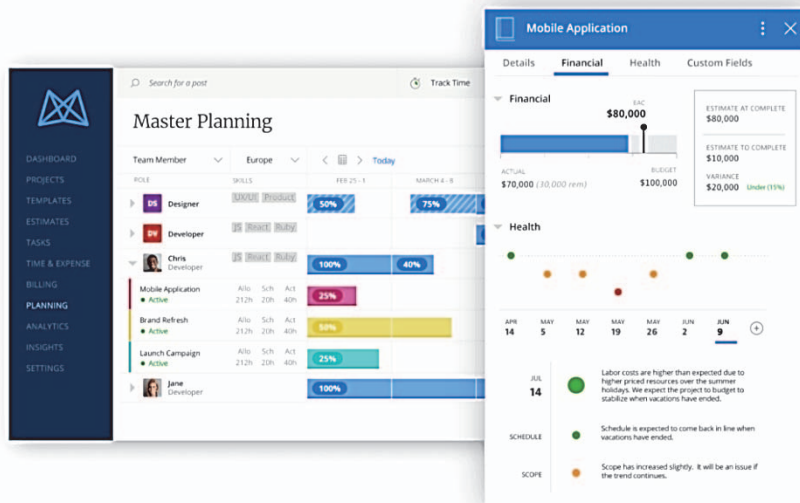 Search for a post
Track Time
Master Planning
DASHBOARD
PROJECTS
TEMPLATES
ESTIMATES
TASKS
TIME & EXPENSE
BILLING
PLANNING
ANALYTICS
INSIGHTS
SETTINGS
Team Member
Europe
Today
ROLE
SKILLS
FEB 25 - 1
MARCH 4 - 8
DS
Designer
UX/UI
Product
50%
75%
DV
Developer
JS
React
Ruby
Chris
Developer
JS
React
Ruby
100%
40%
Mobile Application
Active
Allo Sch Act
212h 20h 40h
25%
Brand Refresh
Active
Allo Sch Act
212h 20h 40h
50%
Launch Campaign
Active
Allo Sch Act
212h 20h 40h
25%
Jane
Developer
100%
Mobile Application
Details
Financial
Health
Custom Fields
Financial
EAC
$80,000
ACTUAL
$70,000 (30,000 rem)
BUDGET
$100,000
ESTIMATE AT COMPLETE
$80,000
ESTIMATE TO COMPLETE
$10,000
VARIANCE
$20,000 Under (15%)
Health
APR
14
MAY
5
MAY
12
MAY
19
MAY
26
JUN
2
JUN
9
JUL
14
Labor costs are higher than expected due to
higher priced resources over the summer
holidays. We expect the project to budget to
stabilize when vacations have ended.
SCHEDULE
Schedule is expected to come back in line when
vacations have ended.
SCOPE
Scope has increased slightly. It will be an issue if
the trend continues.